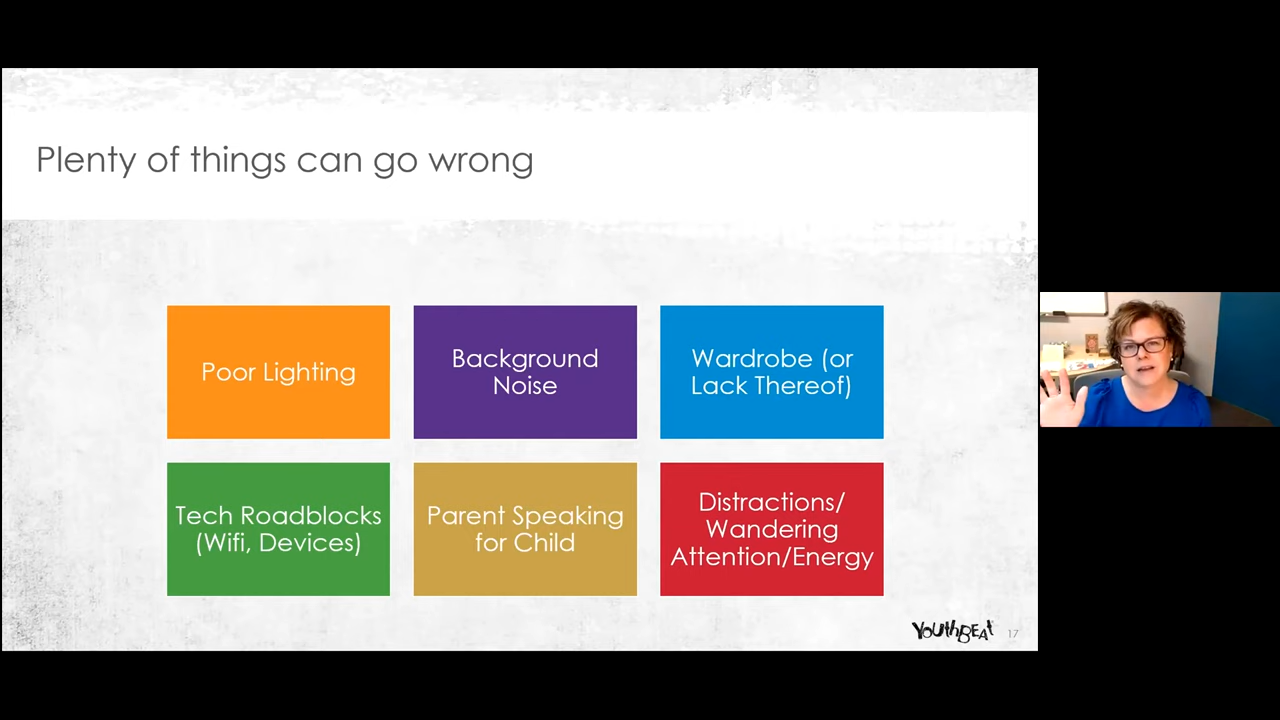 Plenty of things can go wrong
Poor Lighting
Background
Noise
Wardrobe (or
Lack Thereof)
Tech Roadblocks
(Wifi, Devices)
Parent Speaking
for Child
Distractions/
Wandering
Attention/Energy
YOUthBEAt 17